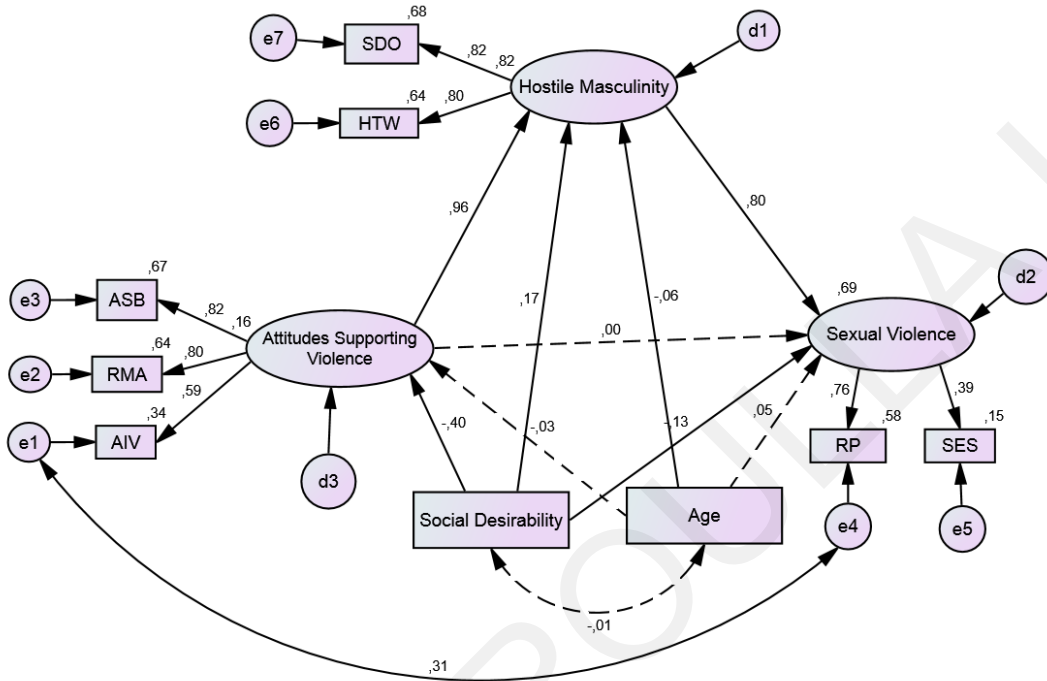 ,68
e7
SDO
,82
,82
d1
Hostile Masculinity
,64
,80
e6
HTW
,96
,80
,67
e3
ASB
,82
,17
-,06
d2
,16
,69
Attitudes Supporting
Violence
,00
Sexual Violence
,64
e2
RMA
,80
,59
,76
,39
,34
e1
AIV
-,40
-,03
-,13
,05
,58
,15
RP
SES
d3
Social Desirability
Age
e4
e5
-,01
,31